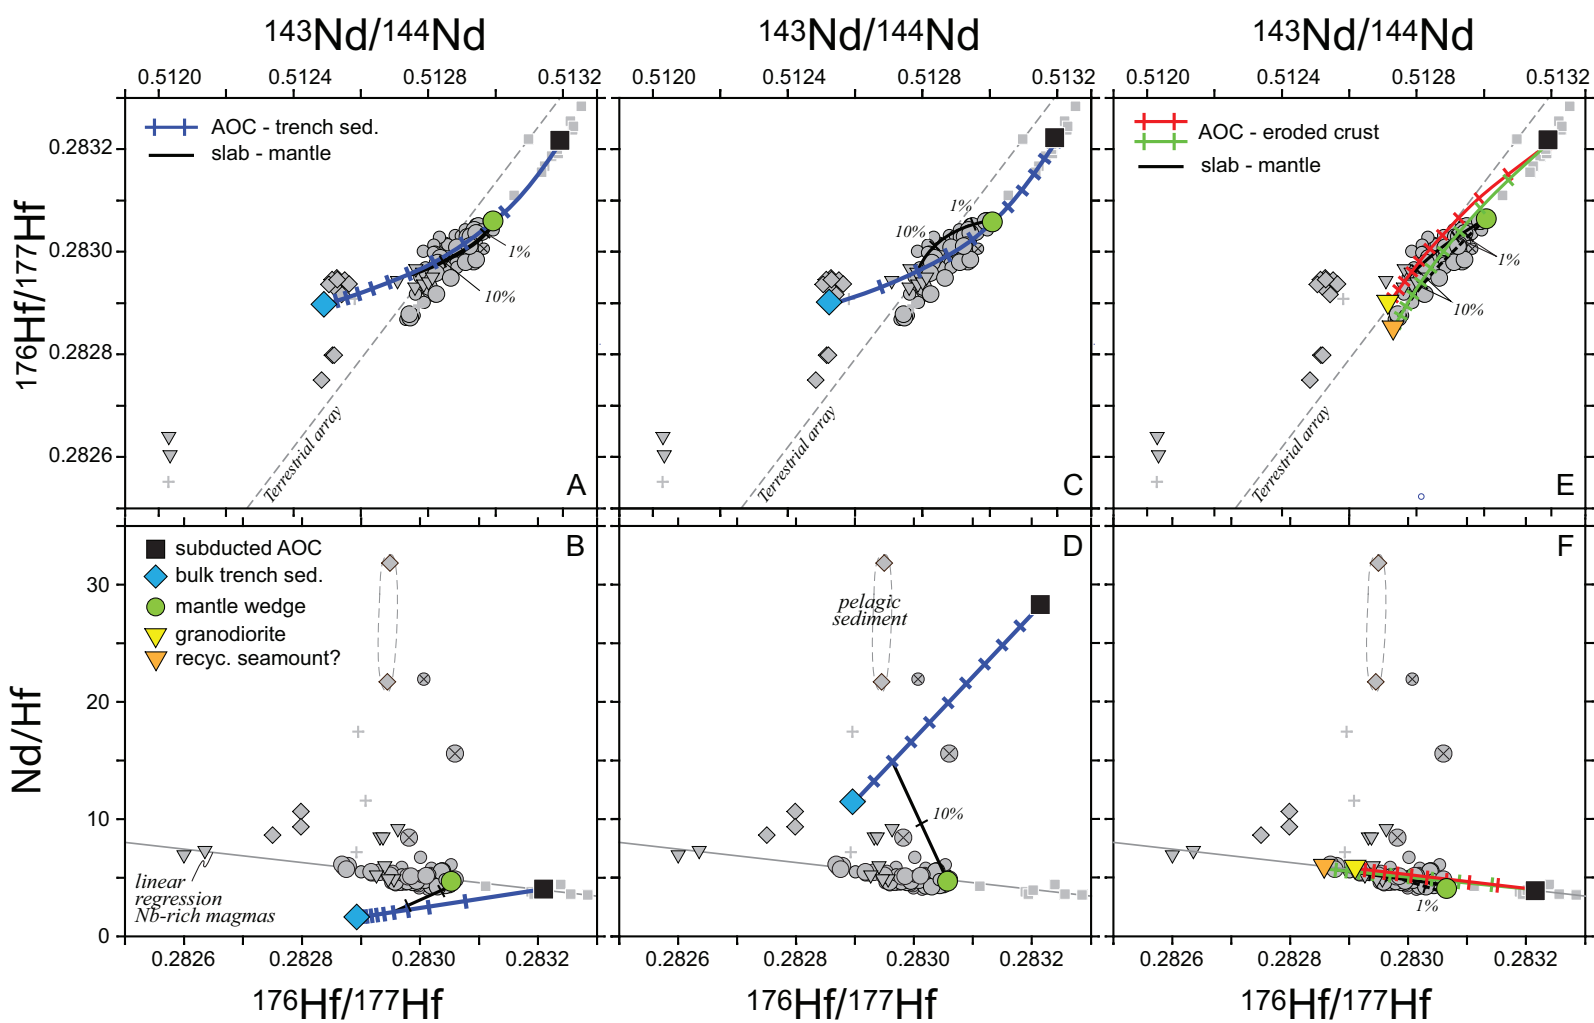 143Nd/144Nd 143Nd/144Nd 143Nd/144Nd
0.5120 0.5124 0.5128 0.5132 0.5120 0.5128 0.5132 0.5120 0.5124 0.5128 0.5132
AOC - trench sed.
slab - mantle
AOC - eroded crust
slab - mantle
176Hf/177Hf
0.2832
0.2830
0.2828
0.2826
1%
10%
Terrestrial array
A
1%
10%
Terrestrial array
C
1%
10%
Terrestrial array
E
subducted AOC
bulk trench sed.
mantle wedge
granodiorite
recyc. seamount?
B
Nd/Hf
30
20
10
0
linear
regression
Nb-rich magmas
D
pelagic
sediment
10%
F
1%
0.2826 0.2828 0.2830 0.2832 0.2826 0.2828 0.2830 0.2832 0.2826 0.2828 0.2830 0.2832
176Hf/177Hf 176Hf/177Hf 176Hf/177Hf